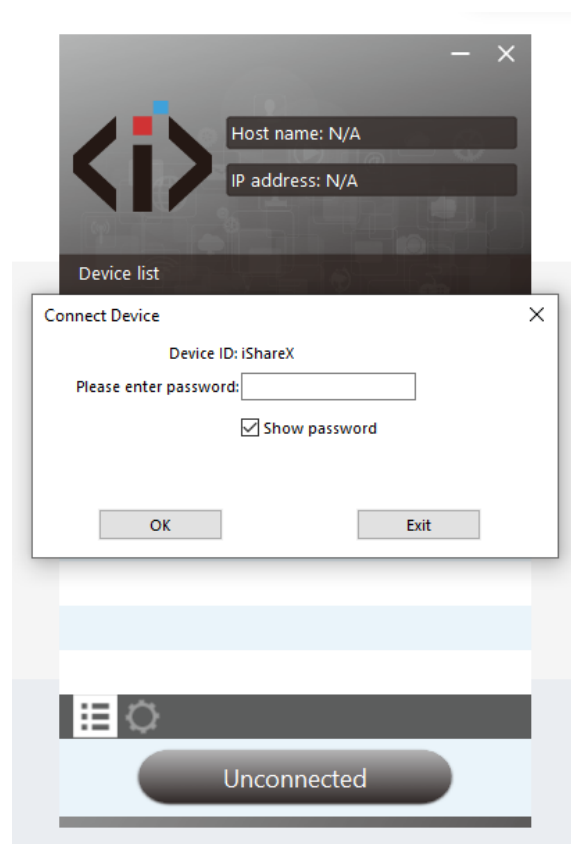 Host name: N/A
IP address: N/A
Device list
Connect Device
Device ID: iShareX
Please enter password:
Show password
OK Exit
Unconnected